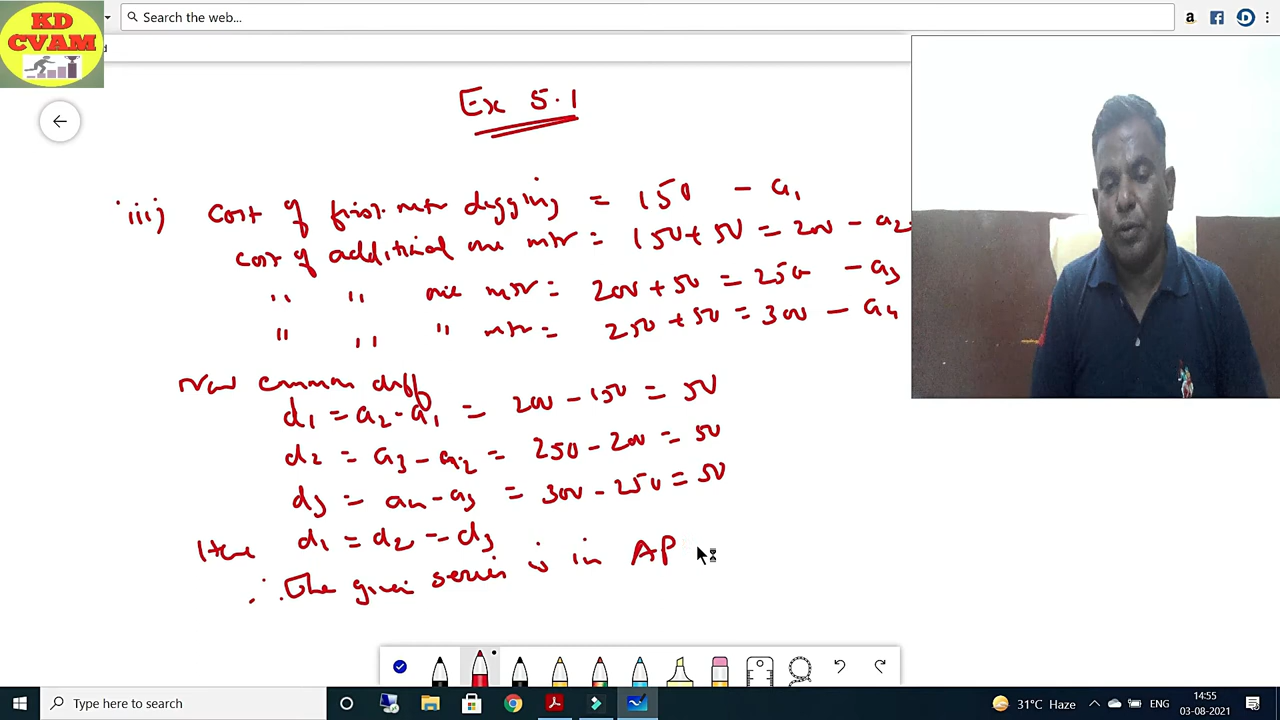 KD
CVAM
Search the web...
Ex 5.1
iii) Cost of first mtr digging = 150 - a1
Cost of additional one mtr = 150 + 50 = 200 - a2
" " one mtr = 200 + 50 = 250 - a3
" " " mtr = 250 + 50 = 300 - a4
Now common diff
d1 = a2 - a1 = 200 - 150 = 50
d2 = a3 - a2 = 250 - 200 = 50
d3 = a4 - a3 = 300 - 250 = 50
Here d1 = d2 = d3
∴ The given series is in AP
Type here to search
31°C Haze
ENG
14:55
03-08-2021